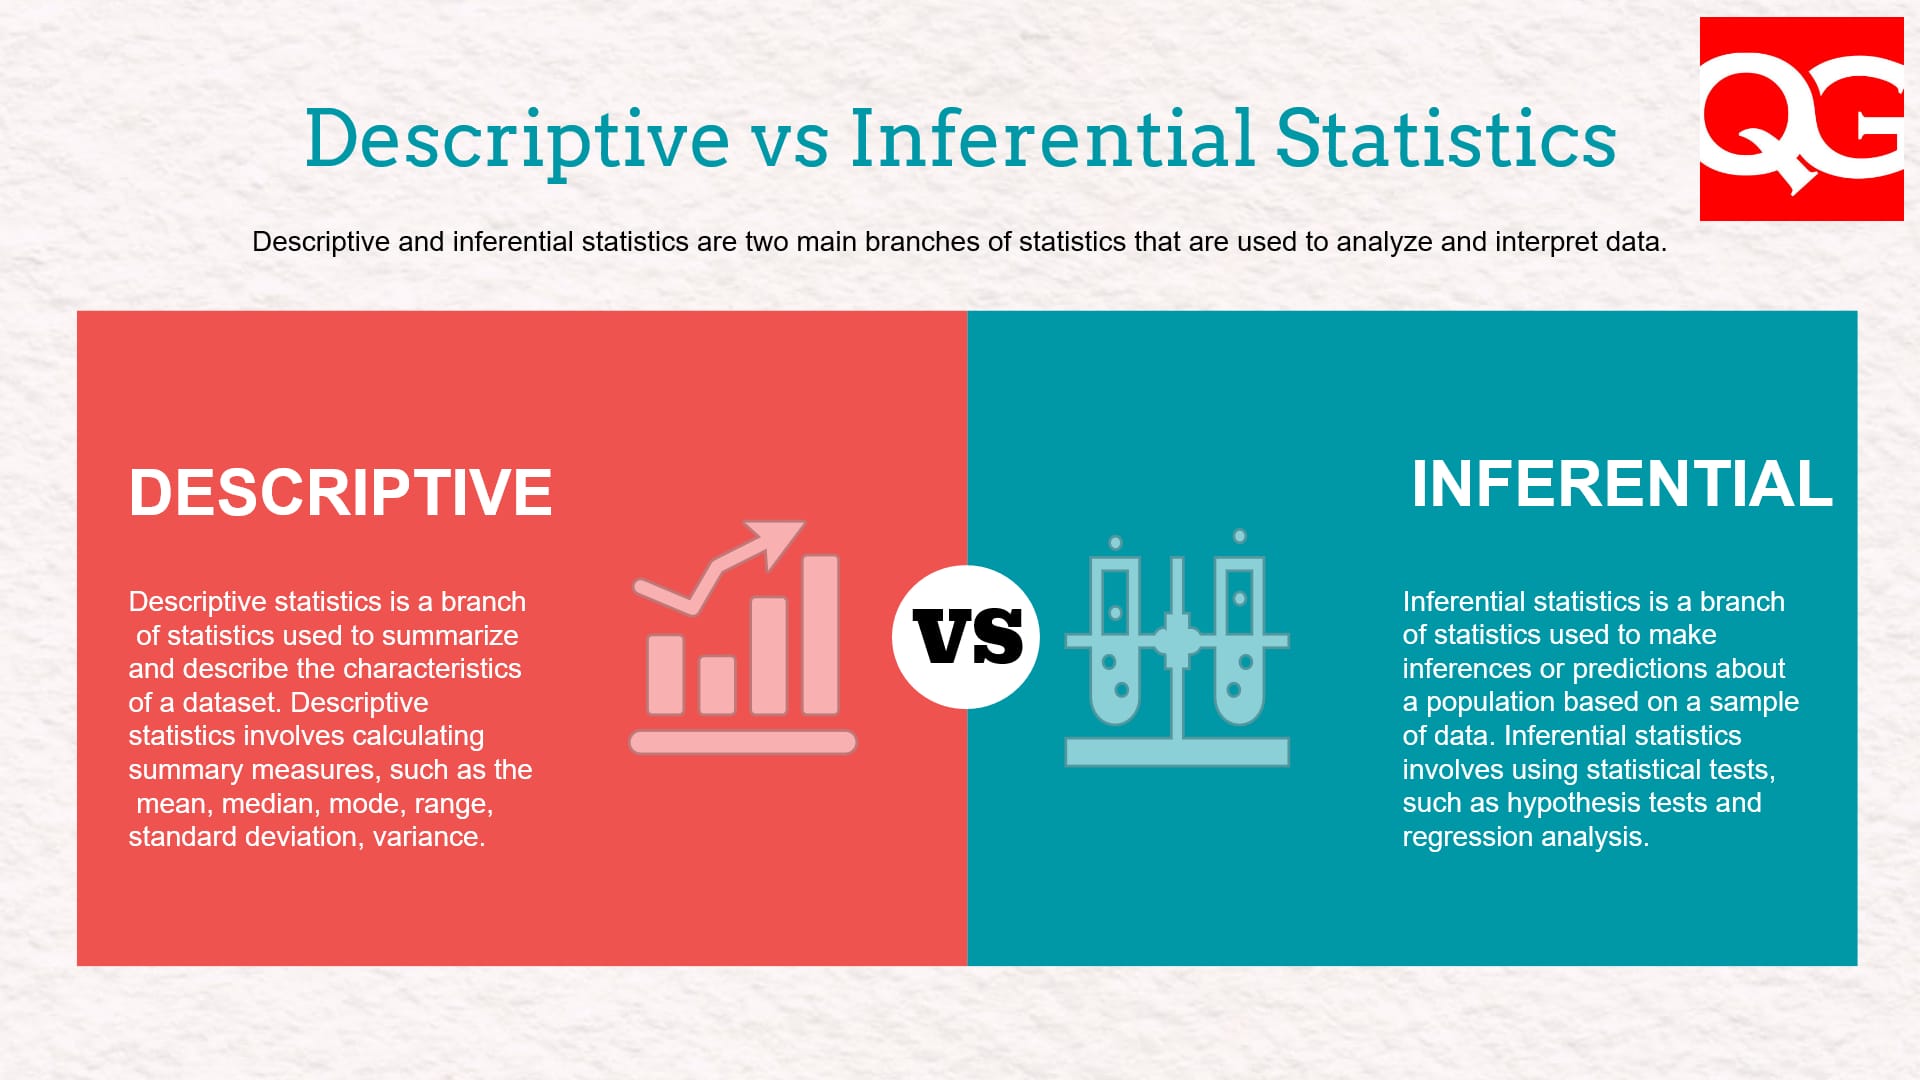 QG
Descriptive vs Inferential Statistics
Descriptive and inferential statistics are two main branches of statistics that are used to analyze and interpret data.
DESCRIPTIVE
Descriptive statistics is a branch
of statistics used to summarize
and describe the characteristics
of a dataset. Descriptive
statistics involves calculating
summary measures, such as the
mean, median, mode, range,
standard deviation, variance.
VS
INFERENTIAL
Inferential statistics is a branch
of statistics used to make
inferences or predictions about
a population based on a sample
of data. Inferential statistics
involves using statistical tests,
such as hypothesis tests and
regression analysis.